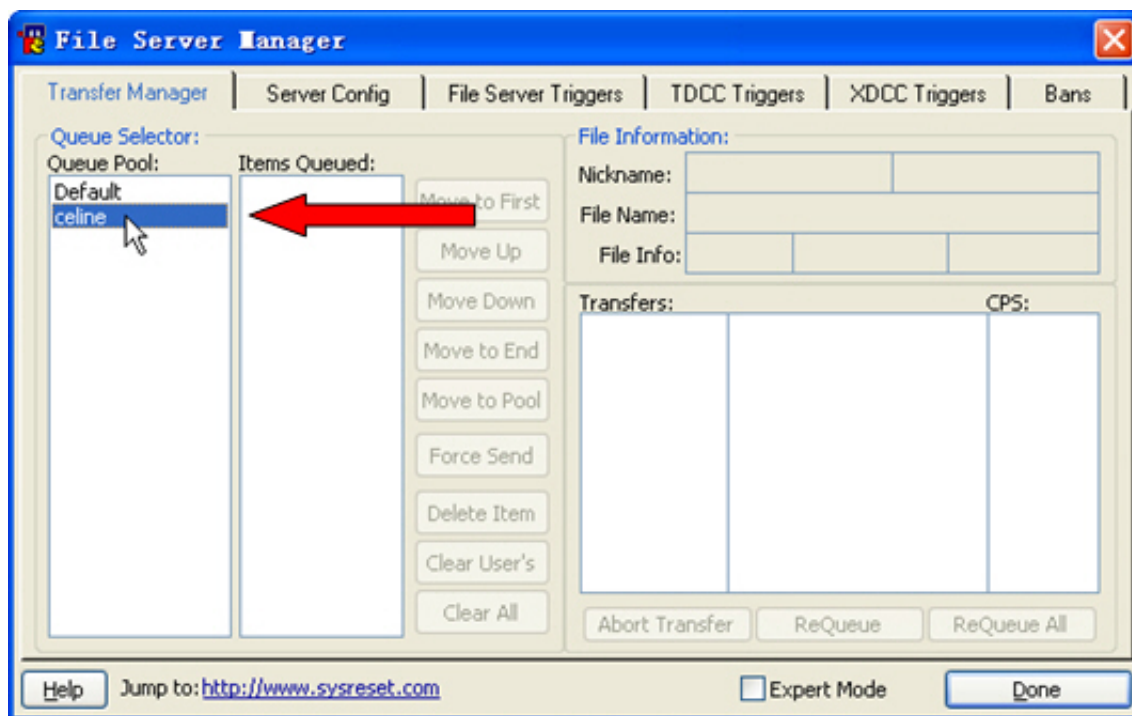 File Server Manager
Transfer Manager Server Config File Server Triggers TDCC Triggers XDCC Triggers Bans
Queue Selector:
Queue Pool: Items Queued:
Default
celine
Move to First
Move Up
Move Down
Move to End
Move to Pool
Force Send
Delete Item
Clear User's
Clear All
File Information:
Nickname:
File Name:
File Info:
Transfers: CPS:
Abort Transfer ReQueue ReQueue All
Help Jump to: http://www.sysreset.com Expert Mode Done